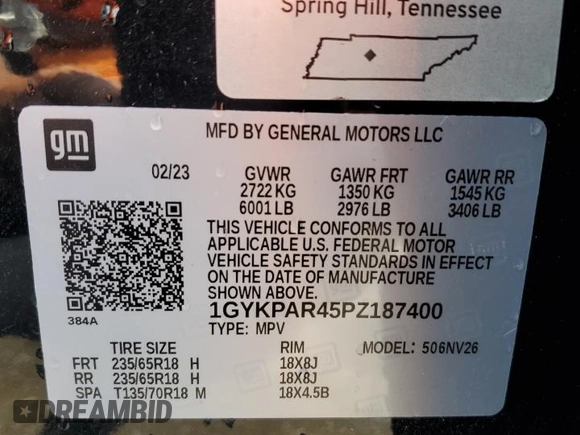 Spring Hill, Tennessee
gm
MFD BY GENERAL MOTORS LLC
02/23 GVWR GAWR FRT GAWR RR
2722 KG 1350 KG 1545 KG
6001 LB 2976 LB 3406 LB
THIS VEHICLE CONFORMS TO ALL
APPLICABLE U.S. FEDERAL MOTOR
VEHICLE SAFETY STANDARDS IN EFFECT
ON THE DATE OF MANUFACTURE
SHOWN ABOVE.
384A
1GYKPAR45PZ187400
TYPE: MPV
TIRE SIZE RIM MODEL: 506NV26
FRT 235/65R18 H 18X8J
RR 235/65R18 H 18X8J
SPA T135/70R18 M 18X4.5B
DREAMBID